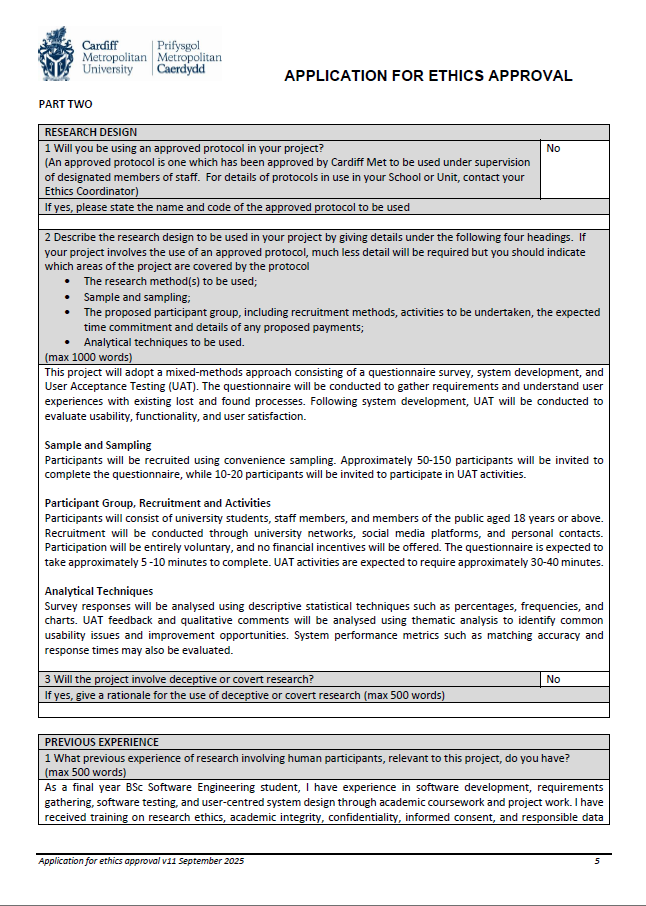 Cardiff
Metropolitan
University
Prifysgol
Metropolitan
Caerdydd
APPLICATION FOR ETHICS APPROVAL
PART TWO
RESEARCH DESIGN
1 Will you be using an approved protocol in your project?
(An approved protocol is one which has been approved by Cardiff Met to be used under supervision
of designated members of staff. For details of protocols in use in your School or Unit, contact your
Ethics Coordinator)
No
If yes, please state the name and code of the approved protocol to be used
2 Describe the research design to be used in your project by giving details under the following four headings. If
your project involves the use of an approved protocol, much less detail will be required but you should indicate
which areas of the project are covered by the protocol
• The research method(s) to be used;
• Sample and sampling;
• The proposed participant group, including recruitment methods, activities to be undertaken, the expected
time commitment and details of any proposed payments;
• Analytical techniques to be used.
(max 1000 words)
This project will adopt a mixed-methods approach consisting of a questionnaire survey, system development, and
User Acceptance Testing (UAT). The questionnaire will be conducted to gather requirements and understand user
experiences with existing lost and found processes. Following system development, UAT will be conducted to
evaluate usability, functionality, and user satisfaction.
Sample and Sampling
Participants will be recruited using convenience sampling. Approximately 50-150 participants will be invited to
complete the questionnaire, while 10-20 participants will be invited to participate in UAT activities.
Participant Group, Recruitment and Activities
Participants will consist of university students, staff members, and members of the public aged 18 years or above.
Recruitment will be conducted through university networks, social media platforms, and personal contacts.
Participation will be entirely voluntary, and no financial incentives will be offered. The questionnaire is expected to
take approximately 5 -10 minutes to complete. UAT activities are expected to require approximately 30-40 minutes.
Analytical Techniques
Survey responses will be analysed using descriptive statistical techniques such as percentages, frequencies, and
charts. UAT feedback and qualitative comments will be analysed using thematic analysis to identify common
usability issues and improvement opportunities. System performance metrics such as matching accuracy and
response times may also be evaluated.
3 Will the project involve deceptive or covert research?
No
If yes, give a rationale for the use of deceptive or covert research (max 500 words)
PREVIOUS EXPERIENCE
1 What previous experience of research involving human participants, relevant to this project, do you have?
(max 500 words)
As a final year BSc Software Engineering student, I have experience in software development, requirements
gathering, software testing, and user-centred system design through academic coursework and project work. I have
received training on research ethics, academic integrity, confidentiality, informed consent, and responsible data
Application for ethics approval v11 September 2025
5